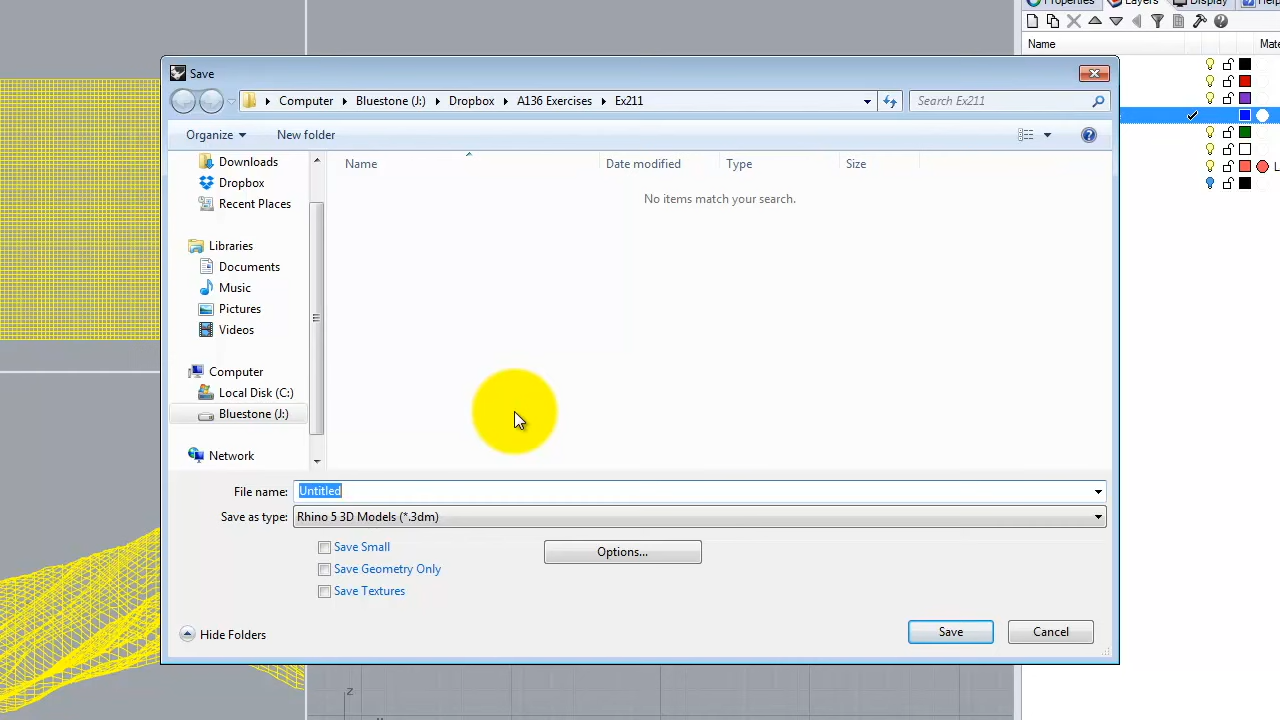 Properties Layers Display Help
Name Mate
Save
Computer Bluestone (J:) Dropbox A135 Exercises Ex211 Search Ex211
Organize New folder
Downloads
Dropbox
Recent Places
Libraries
Documents
Music
Pictures
Videos
Computer
Local Disk (C:)
Bluestone (J:)
Network
Name Date modified Type Size
No items match your search.
File name: Untitled
Save as type: Rhino 5 3D Models (*.3dm)
Save Small
Save Geometry Only
Save Textures
Options...
Hide Folders
Save Cancel
L
z